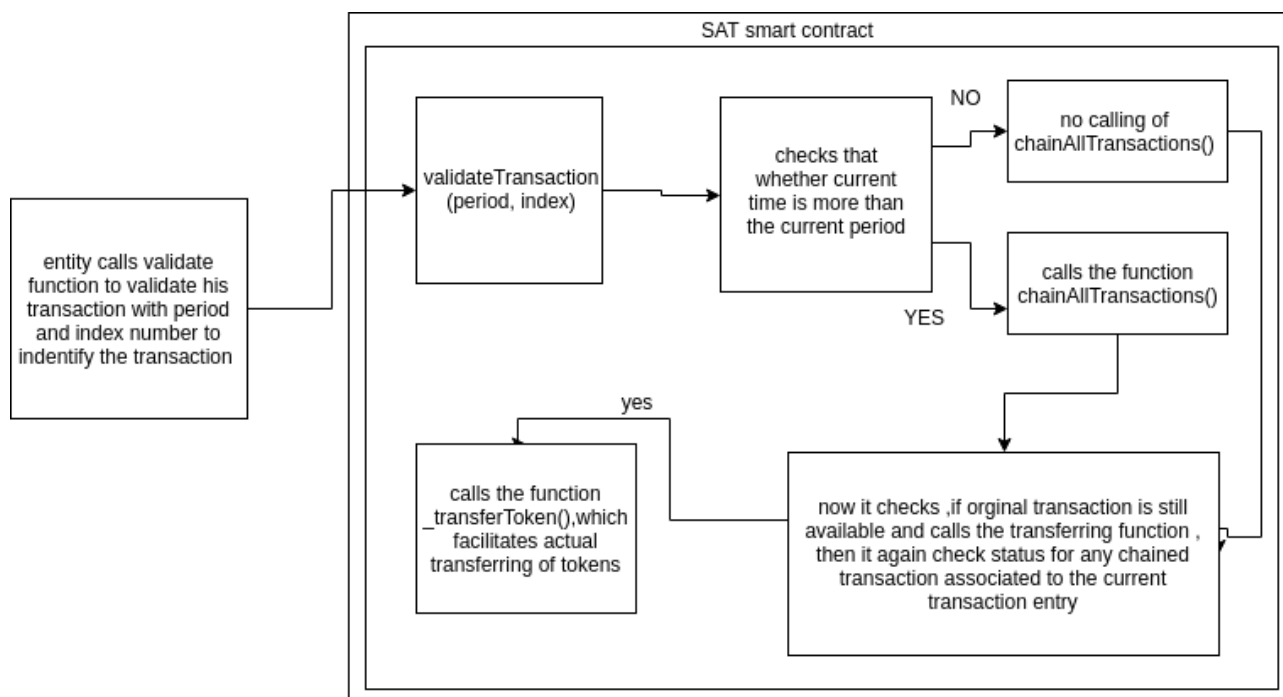 SAT smart contract
entity calls validate
function to validate his
transaction with period
and index number to
indentify the transaction
validateTransaction
(period, index)
checks that
whether current
time is more than
the current period
NO
no calling of
chainAllTransactions()
YES
calls the function
chainAllTransactions()
now it checks ,if orginal transaction is still
available and calls the transferring function ,
then it again check status for any chained
transaction associated to the current
transaction entry
yes
calls the function
_transferToken(),which
facilitates actual
transferring of tokens